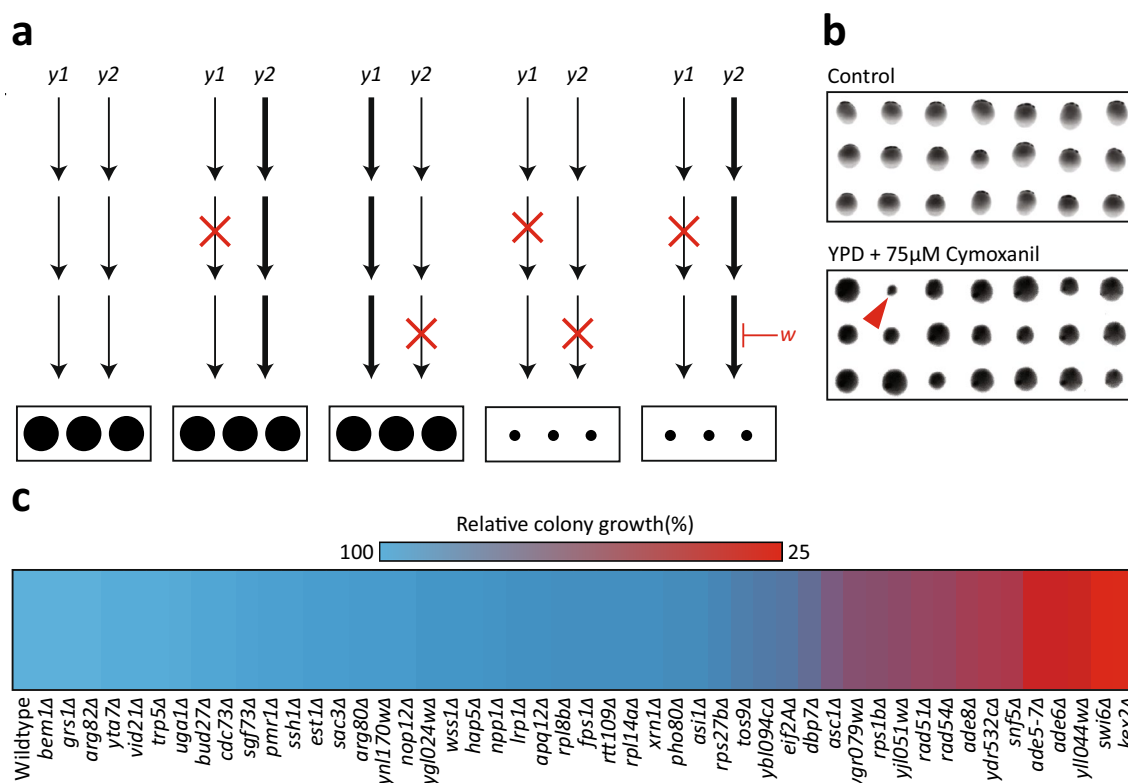 a
y1 y2 y1 y2 y1 y2 y1 y2 y1 y2
w
b
Control
YPD + 75µM Cymoxanil
c
Relative colony growth(%)
100 25
Wildtype
bem1Δ
grs1Δ
arg82Δ
yta7Δ
vid21Δ
trp5Δ
uga1Δ
bud27Δ
cdc73Δ
sgf73Δ
pmr1Δ
ssh1Δ
est1Δ
sac3Δ
arg80Δ
ynl170wΔ
nop12Δ
ygl024wΔ
wss1Δ
hap5Δ
npp1Δ
lrp1Δ
apq12Δ
rpl8bΔ
fps1Δ
rtt109Δ
rpl14aΔ
xrn1Δ
pho80Δ
asi1Δ
rps27bΔ
tos9Δ
ybl094cΔ
eif2AΔ
dbp7Δ
asc1Δ
ygr079wΔ
rps1bΔ
yjl051wΔ
rad51Δ
rad54Δ
ade8Δ
ydr532cΔ
snf5Δ
ade5-7Δ
ade6Δ
yll044wΔ
swi6Δ
kex2Δ